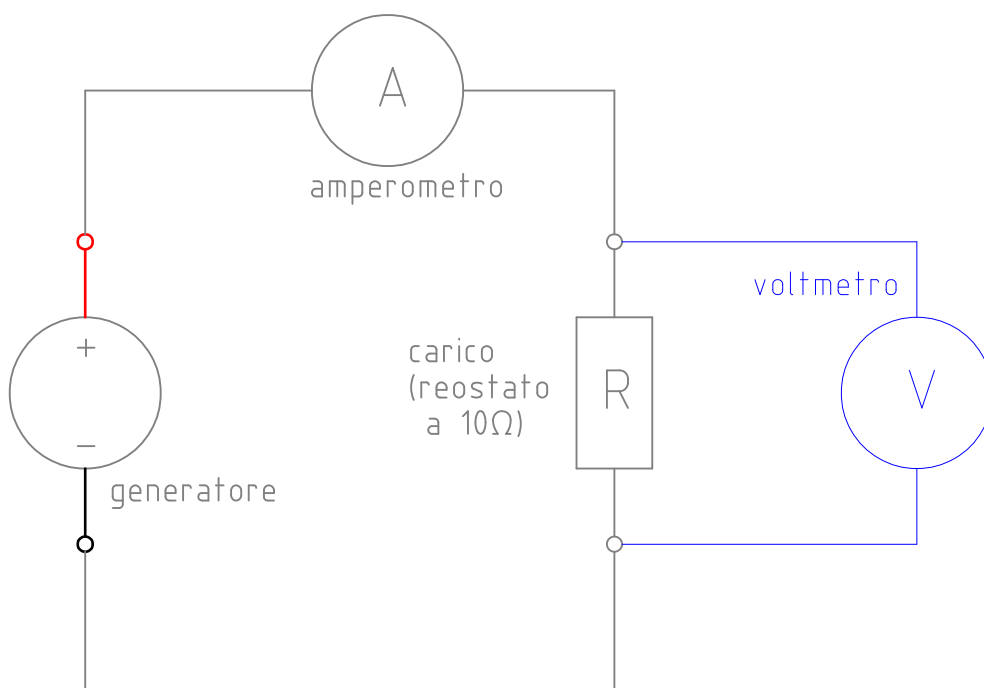 A
amperometro
voltmetro
+
carico
(reostato
a 10Ω)
R
V
−
generatore